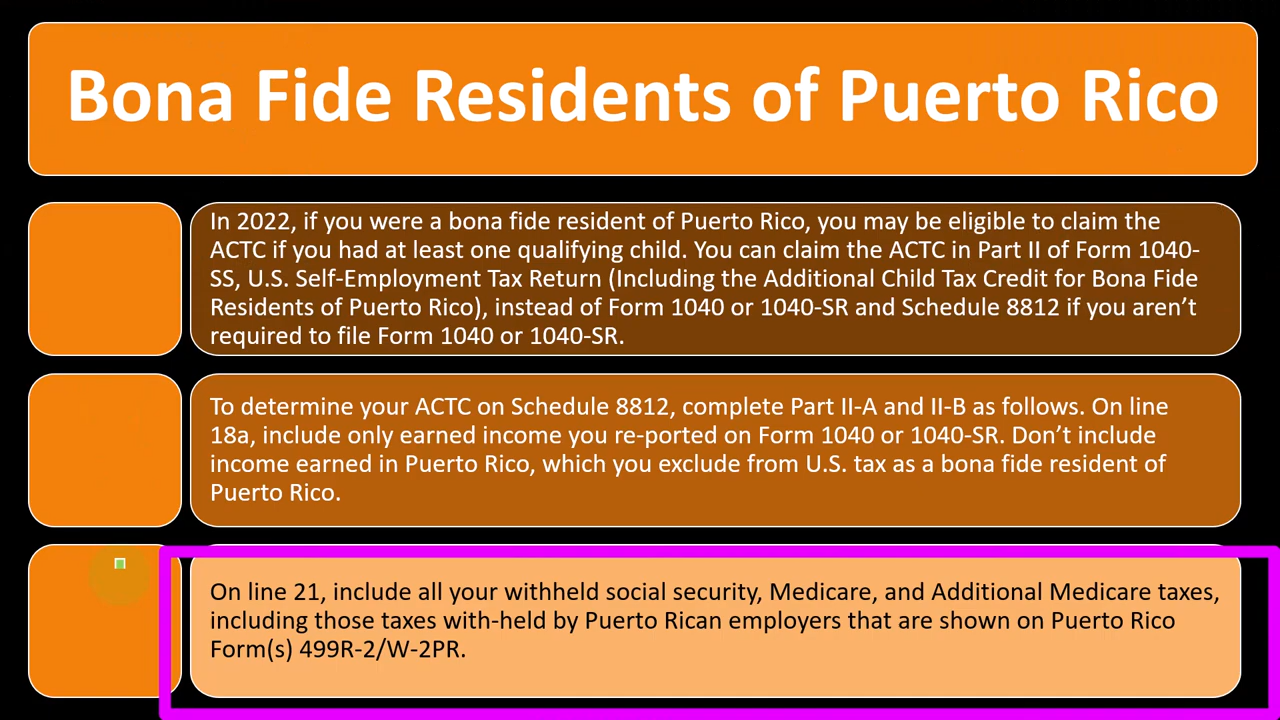 Bona Fide Residents of Puerto Rico
In 2022, if you were a bona fide resident of Puerto Rico, you may be eligible to claim the
ACTC if you had at least one qualifying child. You can claim the ACTC in Part II of Form 1040-
SS, U.S. Self-Employment Tax Return (Including the Additional Child Tax Credit for Bona Fide
Residents of Puerto Rico), instead of Form 1040 or 1040-SR and Schedule 8812 if you aren’t
required to file Form 1040 or 1040-SR.
To determine your ACTC on Schedule 8812, complete Part II-A and II-B as follows. On line
18a, include only earned income you re-ported on Form 1040 or 1040-SR. Don’t include
income earned in Puerto Rico, which you exclude from U.S. tax as a bona fide resident of
Puerto Rico.
On line 21, include all your withheld social security, Medicare, and Additional Medicare taxes,
including those taxes with-held by Puerto Rican employers that are shown on Puerto Rico
Form(s) 499R-2/W-2PR.